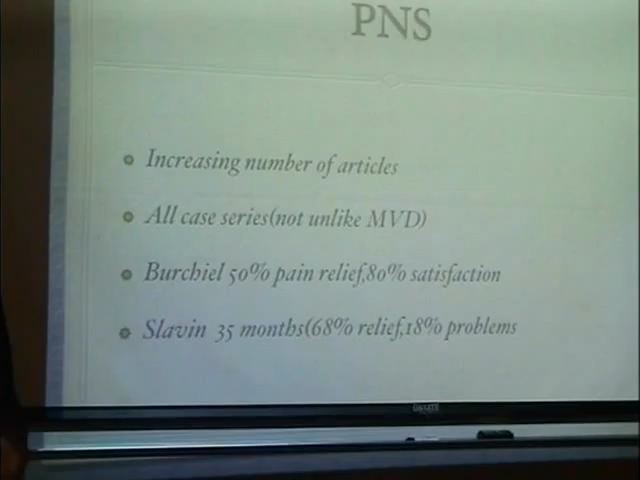 PNS
Increasing number of articles
All case series(not unlike MVD)
Burchiel 50% pain relief,80% satisfaction
Slavin 35 months(68% relief,18% problems